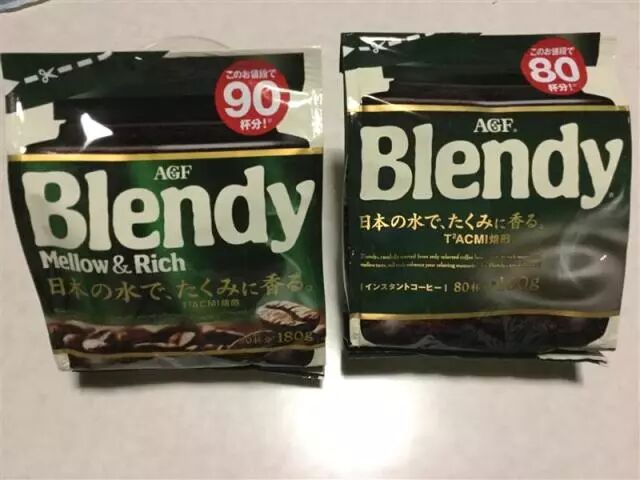 このお値段で
90
杯分!
AGF
Blendy
Mellow & Rich
日本の水で、たくみに香る。
T²ACMI焙煎
180g
このお値段で
80
杯分!
AGF
Blendy
日本の水で、たくみに香る。
T²ACMI焙煎
[インスタントコーヒー] 80杯